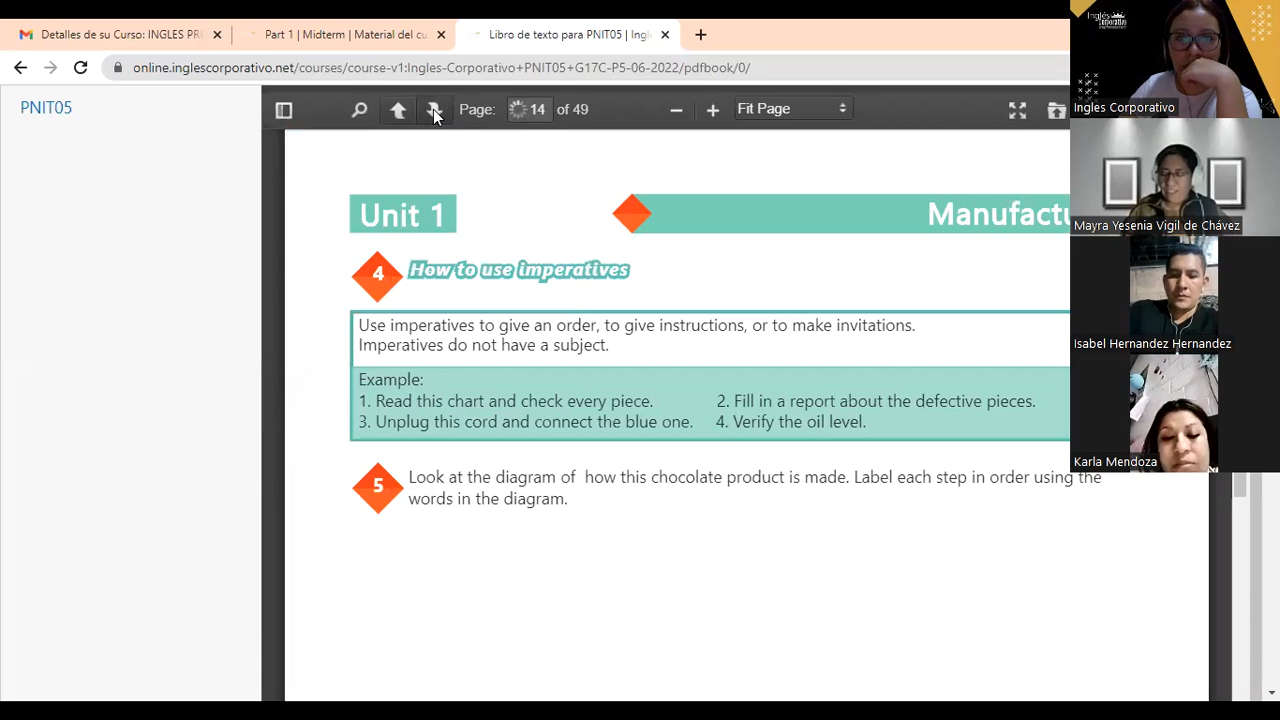 Detalles de su Curso: INGLES PRE
Part 1 | Midterm | Material del cu
Libro de texto para PNIT05 | Ingl
online.inglescorporativo.net/courses/course-v1:Ingles-Corporativo+PNIT05+G17C-P5-06-2022/pdfbook/0/
PNIT05
Page: 14 of 49
Fit Page
Unit 1
Manufactu
4 How to use imperatives
Use imperatives to give an order, to give instructions, or to make invitations.
Imperatives do not have a subject.
Example:
1. Read this chart and check every piece. 2. Fill in a report about the defective pieces.
3. Unplug this cord and connect the blue one. 4. Verify the oil level.
5 Look at the diagram of how this chocolate product is made. Label each step in order using the
words in the diagram.
Inglés
Corporativo
Ingles Corporativo
Mayra Yesenia Vigil de Chávez
Isabel Hernandez Hernandez
Karla Mendoza